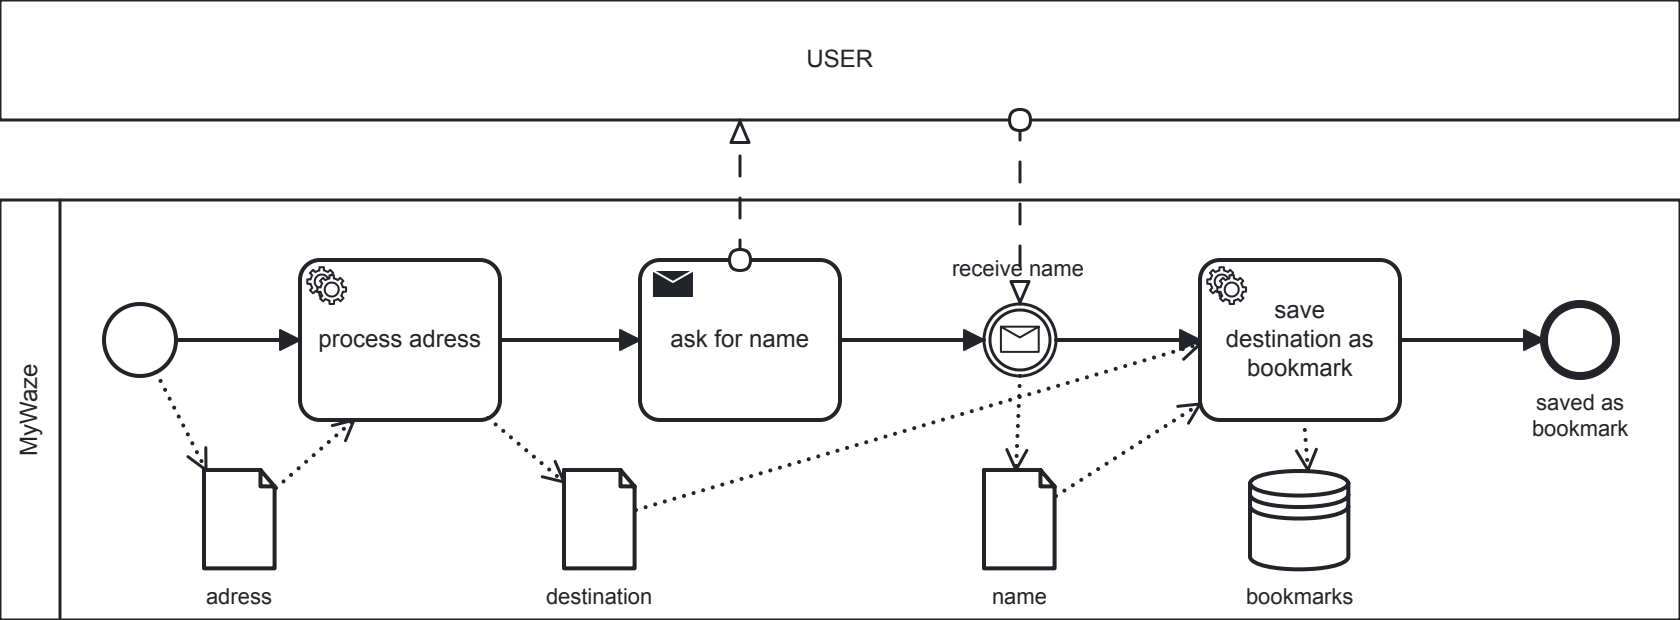 USER
MyWaze
receive name
process adress
ask for name
save
destination as
bookmark
saved as
bookmark
adress
destination
name
bookmarks